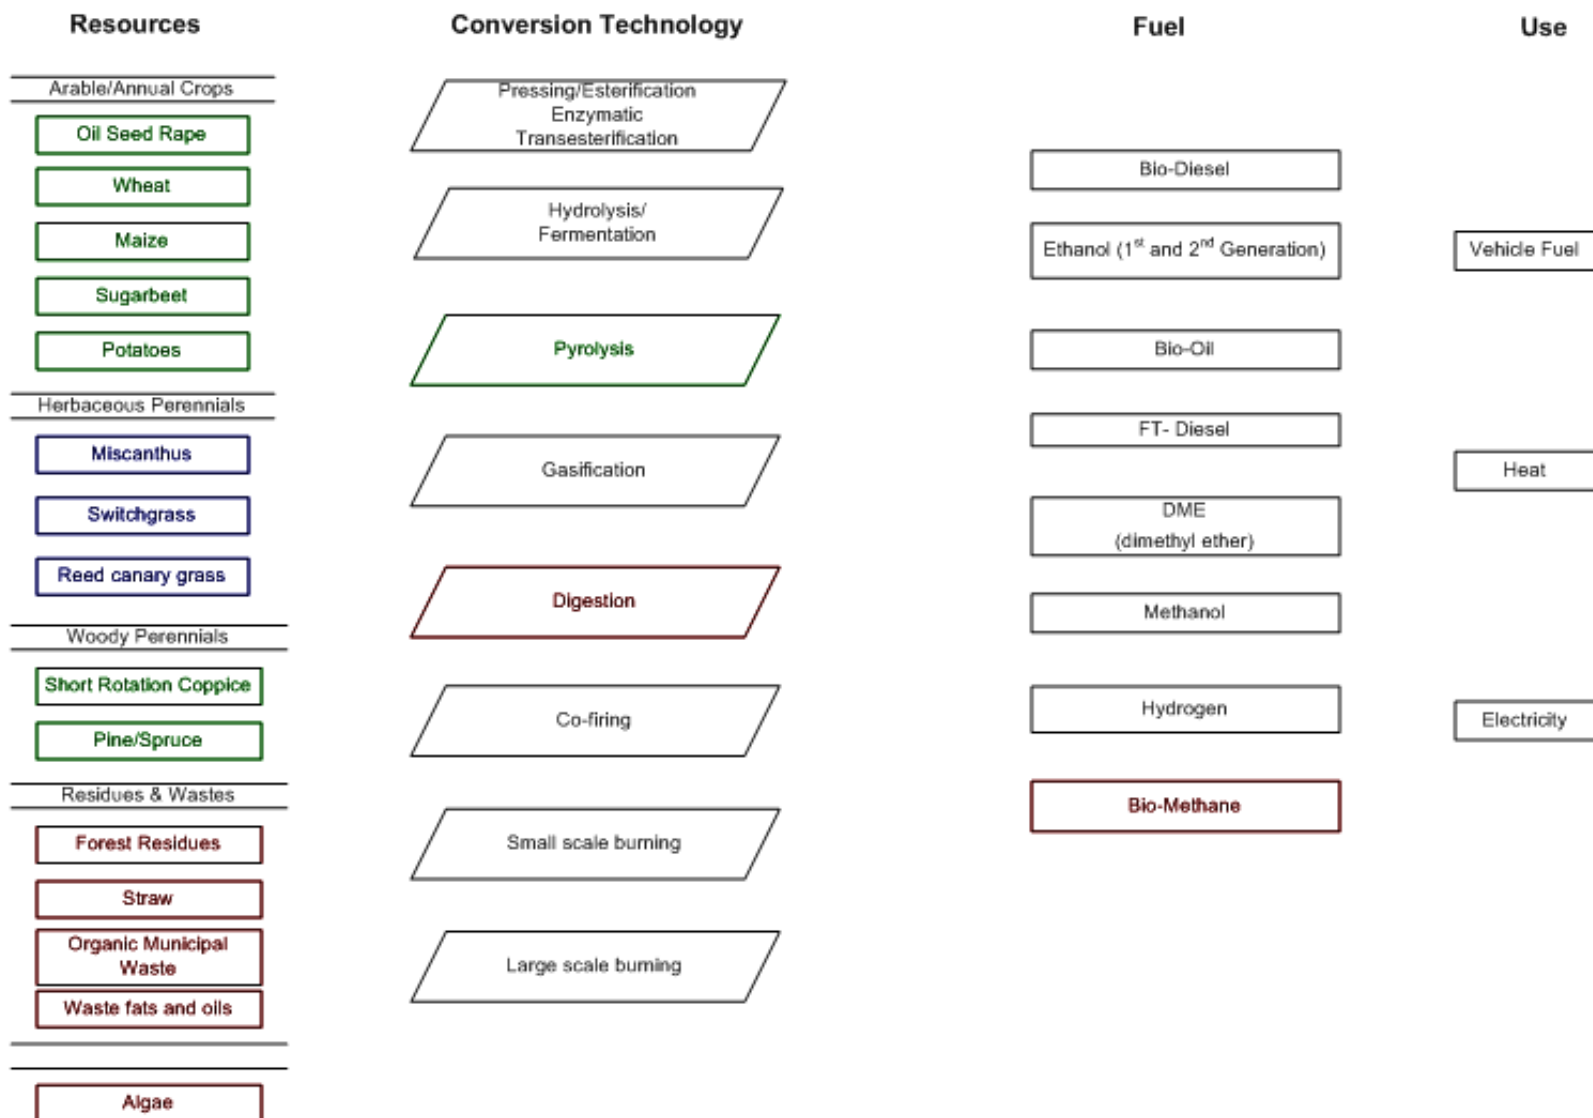 Resources
Conversion Technology
Fuel
Use
Arable/Annual Crops
Oil Seed Rape
Wheat
Maize
Sugarbeet
Potatoes
Herbaceous Perennials
Miscanthus
Switchgrass
Reed canary grass
Woody Perennials
Short Rotation Coppice
Pine/Spruce
Residues & Wastes
Forest Residues
Straw
Organic Municipal
Waste
Waste fats and oils
Algae
Pressing/Esterification
Enzymatic
Transesterification
Hydrolysis/
Fermentation
Pyrolysis
Gasification
Digestion
Co-firing
Small scale burning
Large scale burning
Bio-Diesel
Ethanol (1st and 2nd Generation)
Bio-Oil
FT- Diesel
DME
(dimethyl ether)
Methanol
Hydrogen
Bio-Methane
Vehicle Fuel
Heat
Electricity